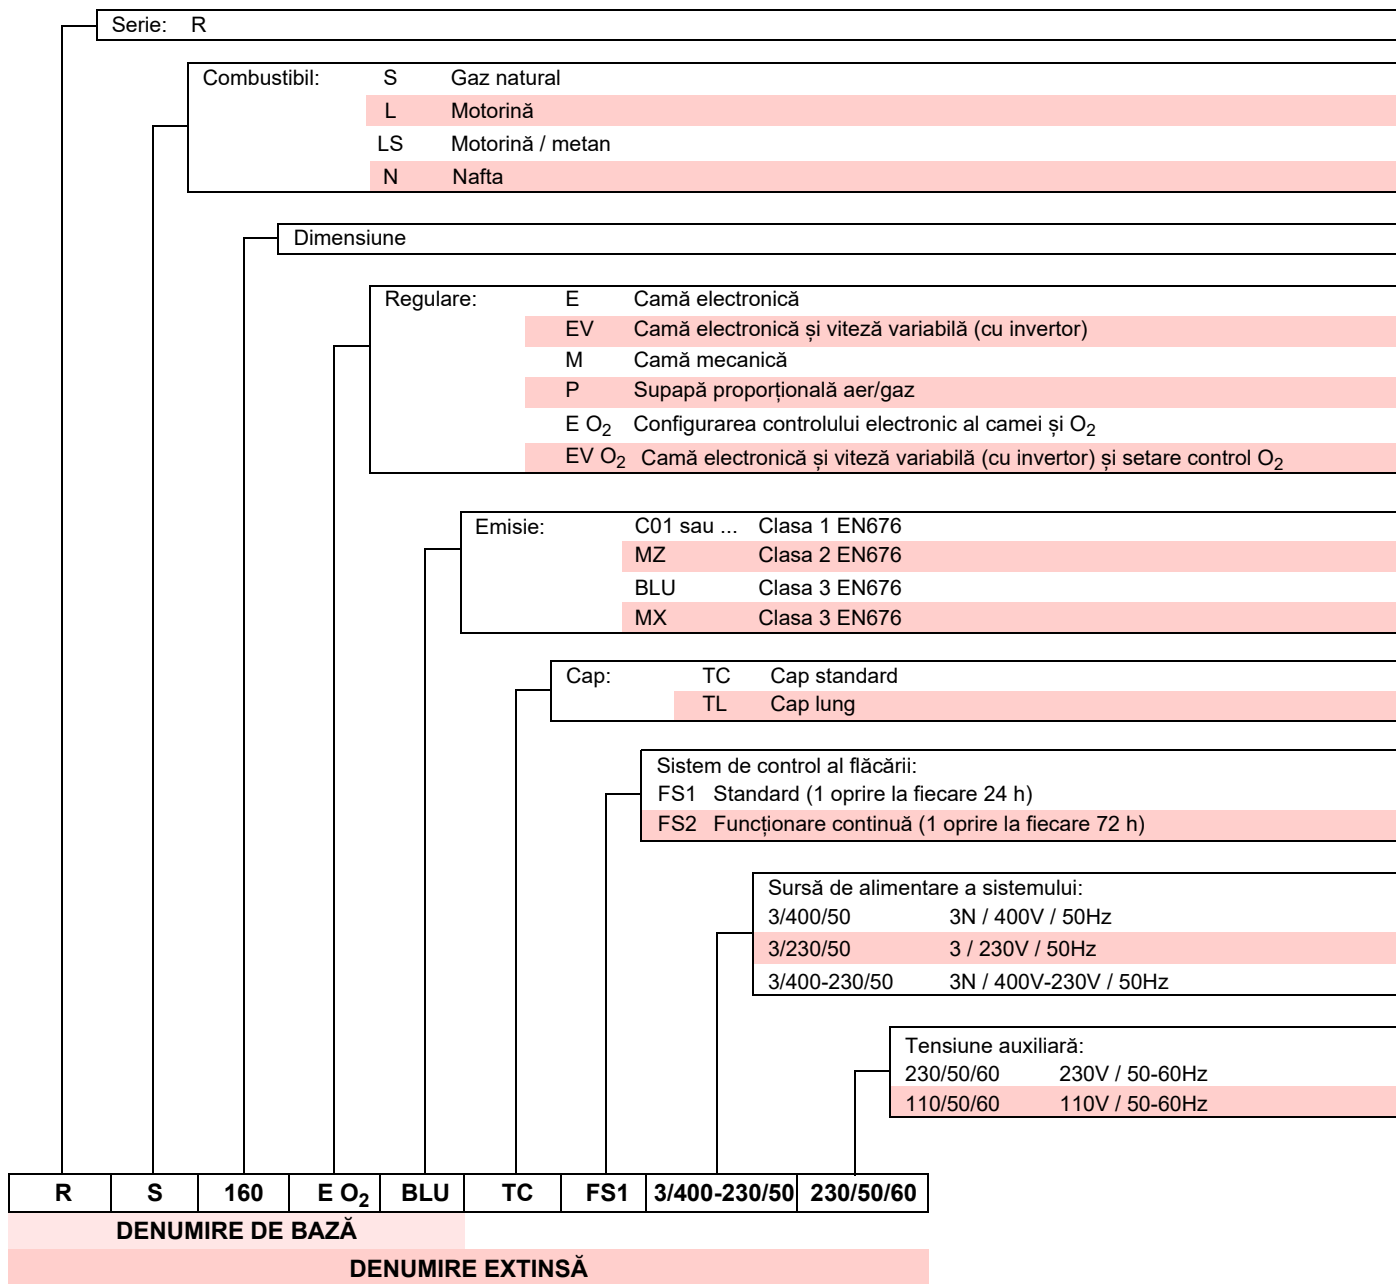 Serie: R
Combustibil: S Gaz natural
L Motorină
LS Motorină / metan
N Nafta
Dimensiune
Regulare: E Camă electronică
EV Camă electronică și viteză variabilă (cu invertor)
M Camă mecanică
P Supapă proporțională aer/gaz
E O2 Configurarea controlului electronic al camei și O2
EV O2 Camă electronică și viteză variabilă (cu invertor) și setare control O2
Emisie: C01 sau ... Clasa 1 EN676
MZ Clasa 2 EN676
BLU Clasa 3 EN676
MX Clasa 3 EN676
Cap: TC Cap standard
TL Cap lung
Sistem de control al flăcării:
FS1 Standard (1 oprire la fiecare 24 h)
FS2 Funcționare continuă (1 oprire la fiecare 72 h)
Sursă de alimentare a sistemului:
3/400/50 3N / 400V / 50Hz
3/230/50 3 / 230V / 50Hz
3/400-230/50 3N / 400V-230V / 50Hz
Tensiune auxiliară:
230/50/60 230V / 50-60Hz
110/50/60 110V / 50-60Hz
R S 160 E O2 BLU TC FS1 3/400-230/50 230/50/60
DENUMIRE DE BAZĂ
DENUMIRE EXTINSĂ